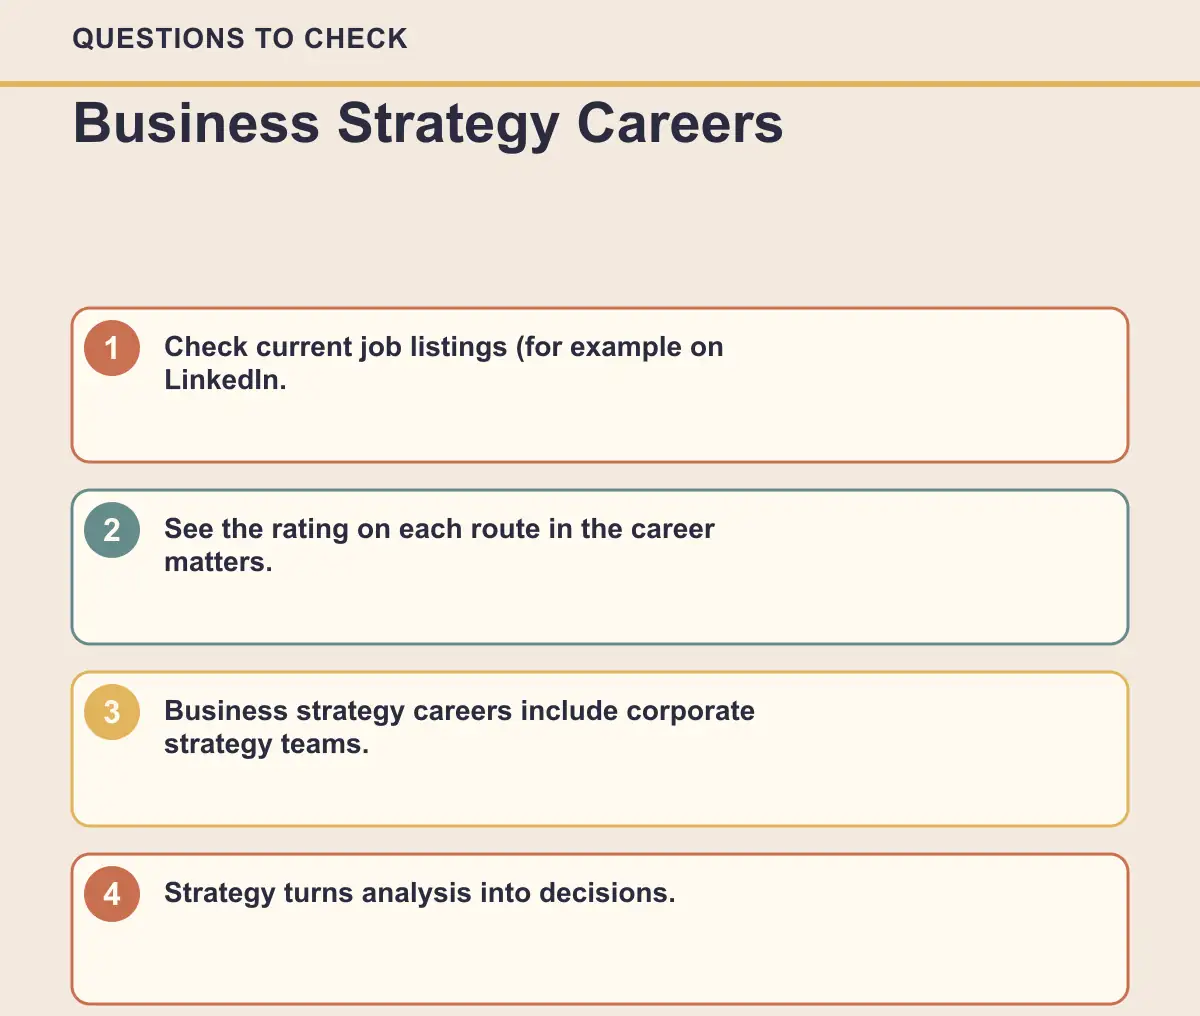 QUESTIONS TO CHECK
Business Strategy Careers
1
Check current job listings (for example on
LinkedIn.
2
See the rating on each route in the career
matters.
3
Business strategy careers include corporate
strategy teams.
4
Strategy turns analysis into decisions.